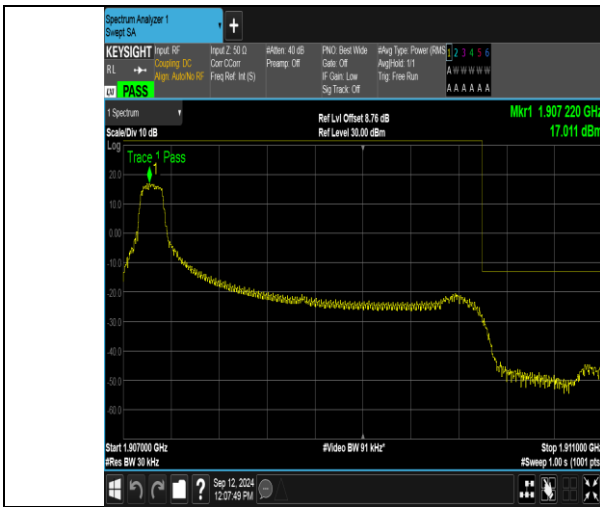 Spectrum Analyzer 1
Swept SA
KEYSIGHT Input: RF Input Z: 50 Ω #Atten: 40 dB PNO: Best Wide #Avg Type: Power (RMS 1 2 3 4 5 6
RL Coupling: DC Corr CCorr Preamp: Off Gate: Off Avg|Hold: 1/1 A W W W W W
Align: Auto/No RF Freq Ref: Int (S) IF Gain: Low Trig: Free Run
PASS Sig Track: Off A A A A A A
1 Spectrum Ref Lvl Offset 8.76 dB Mkr1 1.907 220 GHz
Scale/Div 10 dB Ref Level 30.00 dBm 17.011 dBm
Log
Trace 1 Pass
1
20.0
10.0
0.00
-10.0
-20.0
-30.0
-40.0
-50.0
-60.0
Start 1.907000 GHz #Video BW 91 kHz* Stop 1.911000 GHz
#Res BW 30 kHz #Sweep 1.00 s (1001 pts
? Sep 12, 2024
12:07:49 PM